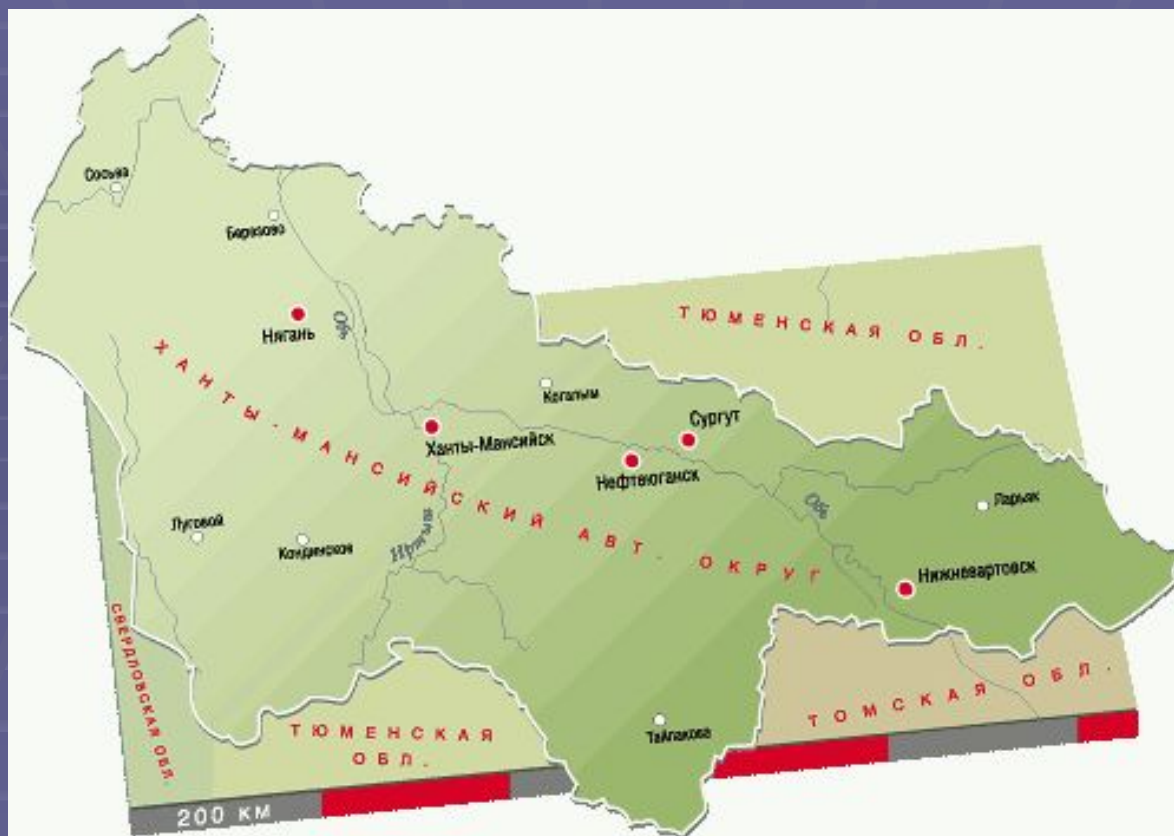 Сосьва
Березово
Нягань
Обь
ТЮМЕНСКАЯ ОБЛ.
ХАНТЫ-МАНСИЙСКИЙ АВТ. ОКРУГ
Когалым
Сургут
Ханты-Мансийск
Нефтеюганск
Обь
Ларьяк
Луговой
Кондинское
Иртыш
Нижневартовск
СВЕРДЛОВСКАЯ ОБЛ.
ТЮМЕНСКАЯ
ОБЛ.
ТОМСКАЯ ОБЛ.
Тайлакова
200 КМ